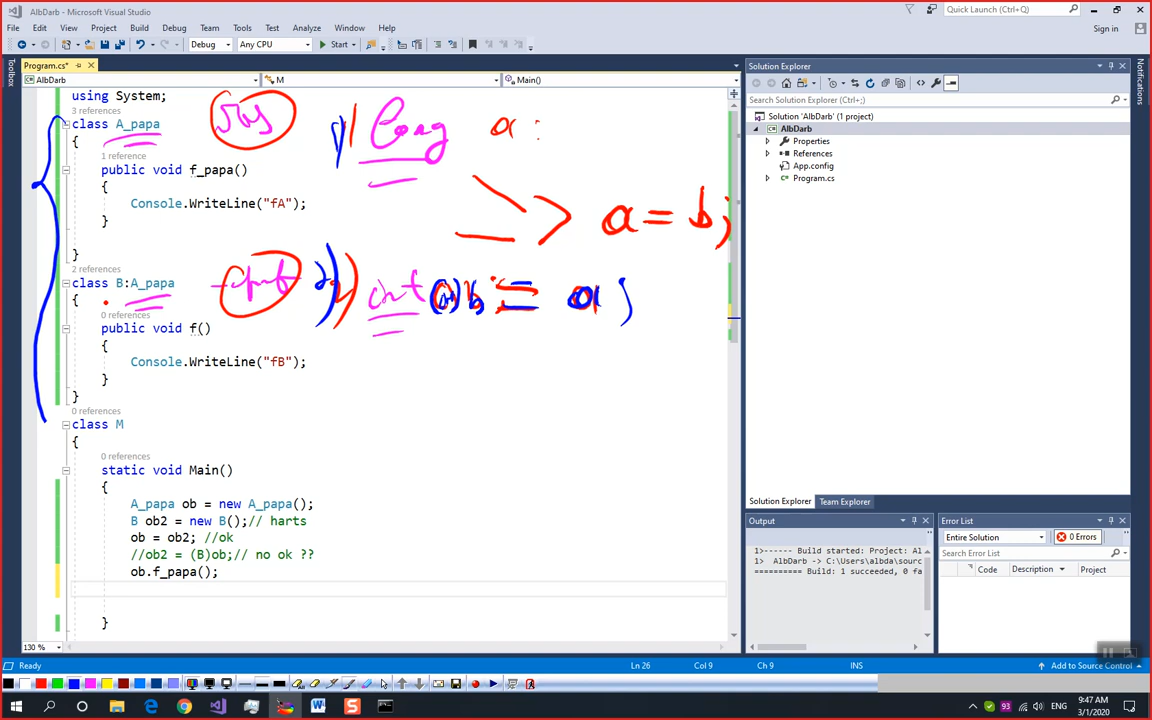 AlbDarb - Microsoft Visual Studio
Quick Launch (Ctrl+Q)
File Edit View Project Build Debug Team Tools Test Analyze Window Help
Sign in
Debug Any CPU Start
Program.cs*
Solution Explorer
AlbDarb M Main()
Toolbox
Notifications
Search Solution Explorer (Ctrl+;)
Solution 'AlbDarb' (1 project)
AlbDarb
Properties
References
App.config
Program.cs
using System;
3 references
class A_papa
{
1 reference
public void f_papa()
{
Console.WriteLine("fA");
}
}
2 references
class B:A_papa
{
0 references
public void f()
{
Console.WriteLine("fB");
}
}
0 references
class M
{
0 references
static void Main()
{
A_papa ob = new A_papa();
B ob2 = new B();// harts
ob = ob2; //ok
//ob2 = (B)ob;// no ok ??
ob.f_papa();
}
Long a
a = b;
int b = a ;
Solution Explorer Team Explorer
Output
1>------ Build started: Project: Al
1> AlbDarb -> C:\Users\albda\sourc
========== Build: 1 succeeded, 0 fa
Error List
Entire Solution 0 Errors
Search Error List
Code Description Project
130 %
Ready Ln 26 Col 9 Ch 9 INS Add to Source Control
93 ENG 9:47 AM
3/1/2020